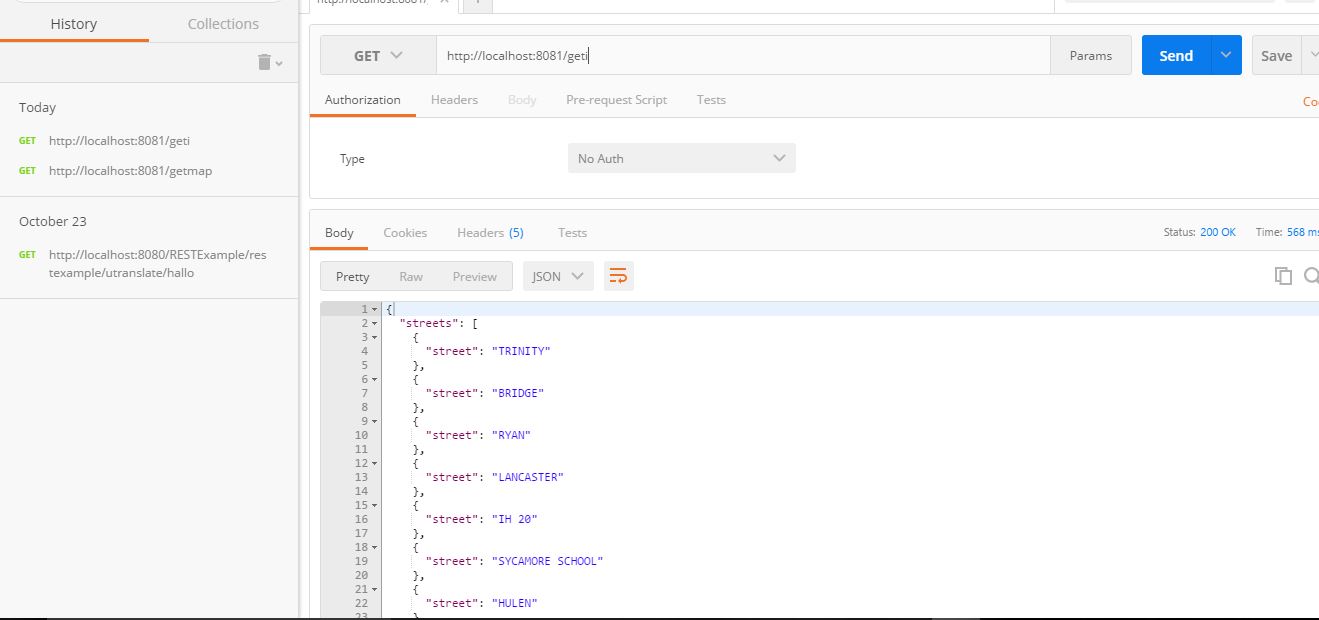 http://localhost:8081/
History
Collections
Today
GET http://localhost:8081/geti
GET http://localhost:8081/getmap
October 23
GET http://localhost:8080/RESTExample/res
textexample/utranslate/hallo
GET
http://localhost:8081/geti
Params
Send
Save
Authorization
Headers
Body
Pre-request Script
Tests
Co
Type
No Auth
Body
Cookies
Headers (5)
Tests
Status: 200 OK
Time: 568 ms
Pretty
Raw
Preview
JSON
1 {
2 "streets": [
3 {
4 "street": "TRINITY"
5 },
6 {
7 "street": "BRIDGE"
8 },
9 {
10 "street": "RYAN"
11 },
12 {
13 "street": "LANCASTER"
14 },
15 {
16 "street": "IH 20"
17 },
18 {
19 "street": "SYCAMORE SCHOOL"
20 },
21 {
22 "street": "HULEN"
23 }